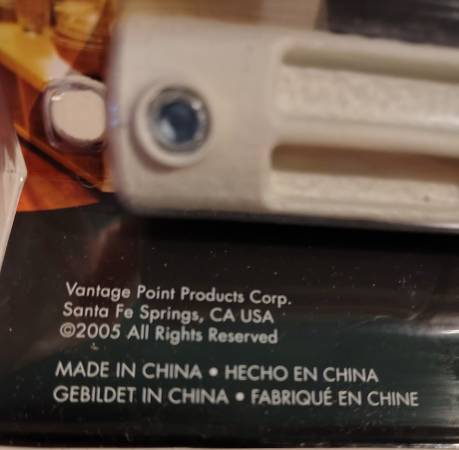 Vantage Point Products Corp.
Santa Fe Springs, CA USA
©2005 All Rights Reserved
MADE IN CHINA • HECHO EN CHINA
GEBILDET IN CHINA • FABRIQUÉ EN CHINE